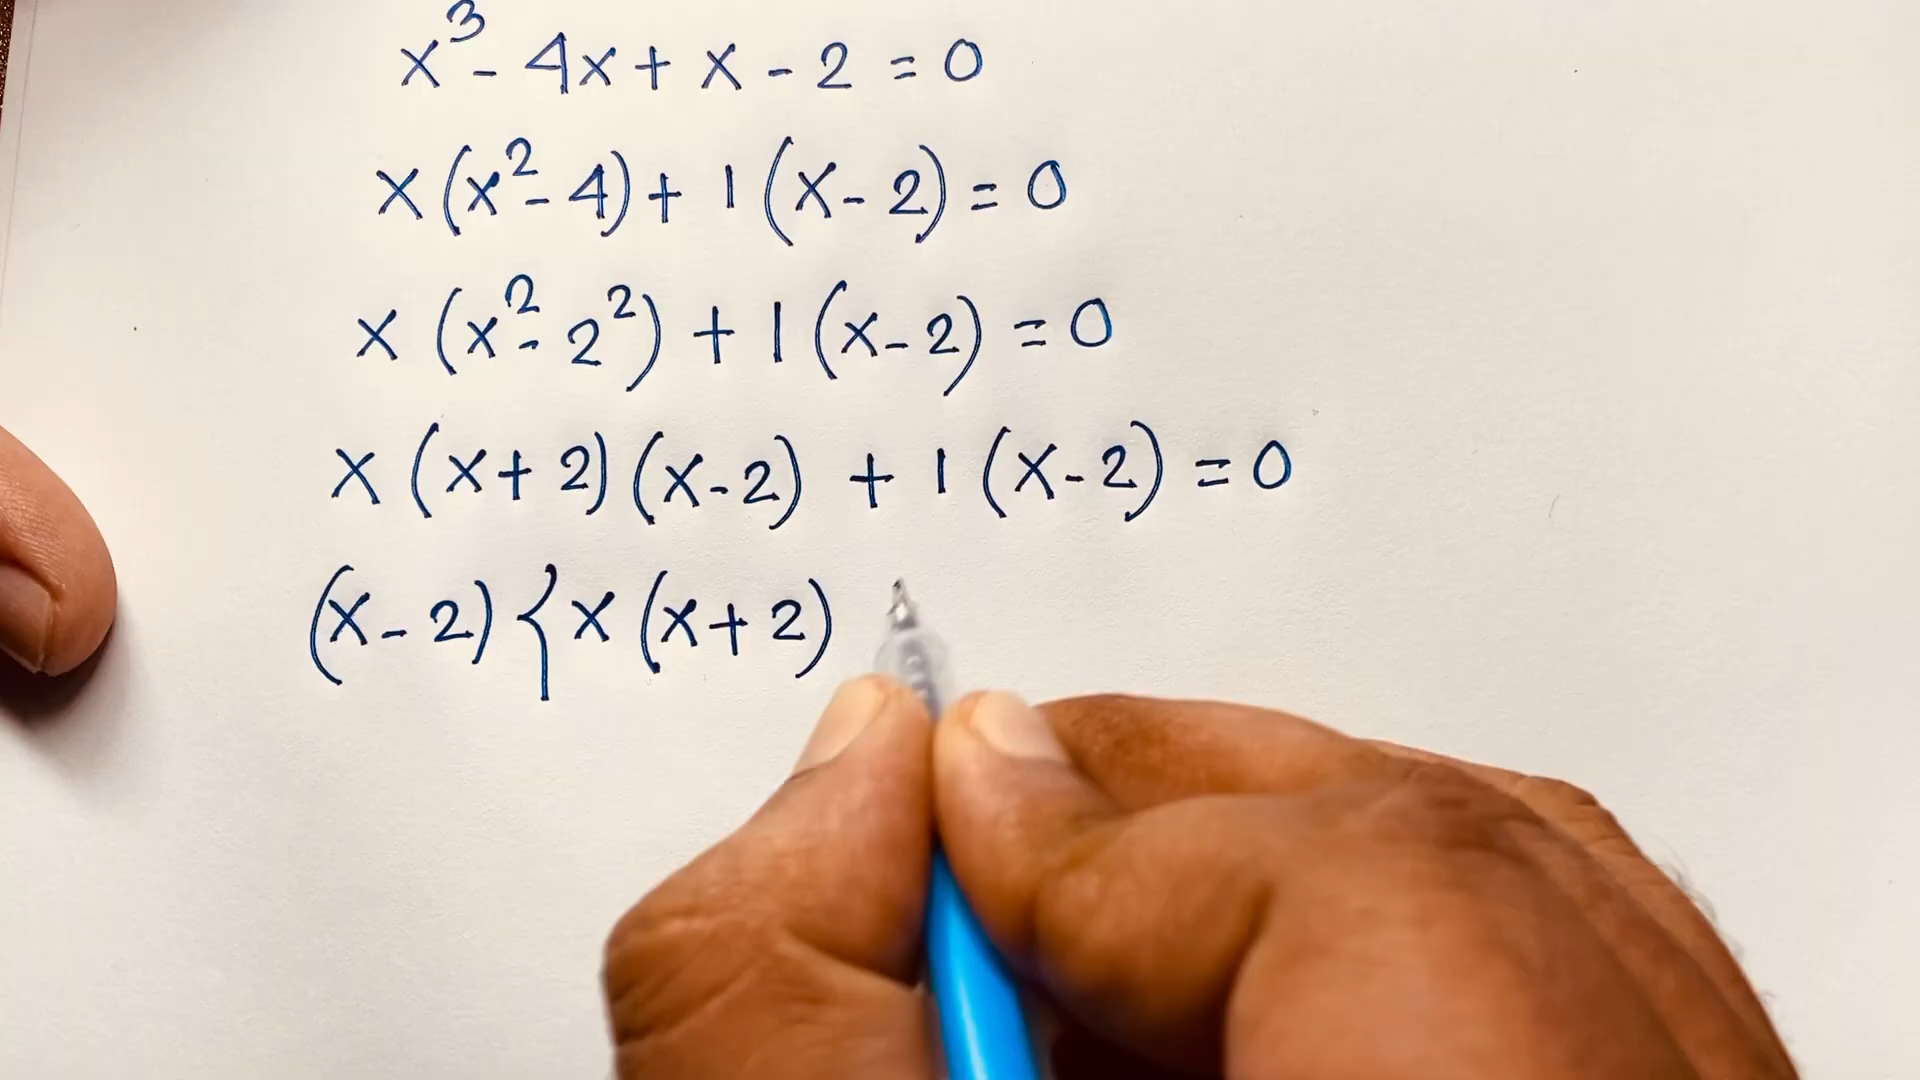 x³ - 4x + x - 2 = 0
x(x² - 4) + 1(x - 2) = 0
x(x² - 2²) + 1(x - 2) = 0
x(x + 2)(x - 2) + 1(x - 2) = 0
(x - 2){x(x + 2)